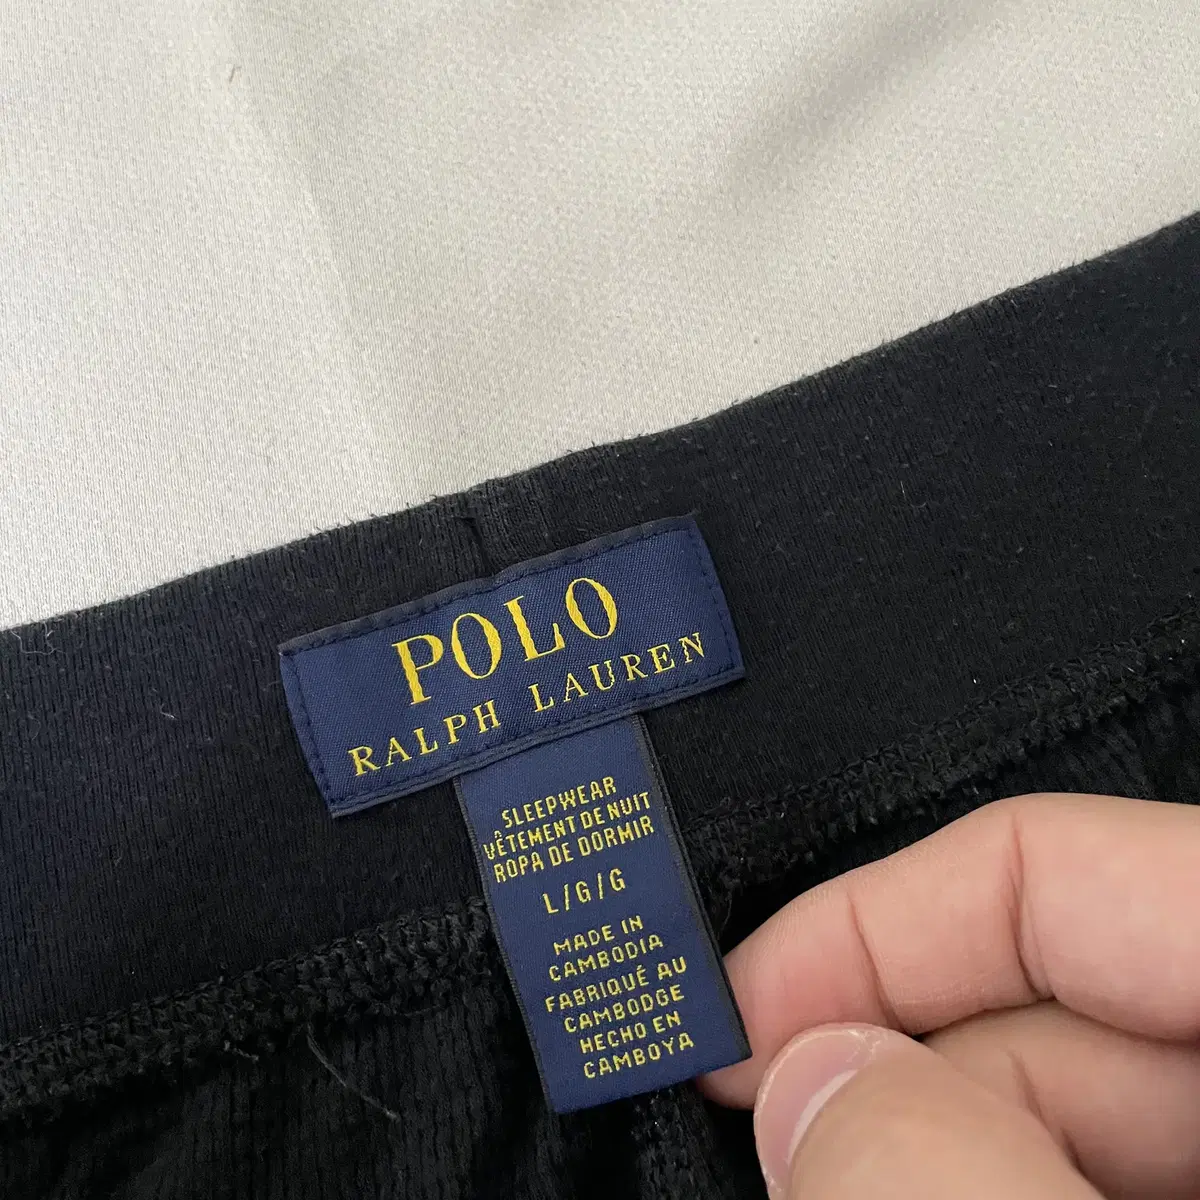 POLO
RALPH LAUREN
SLEEPWEAR
VÊTEMENT DE NUIT
ROPA DE DORMIR
L/G/G
MADE IN
CAMBODIA
FABRIQUÉ AU
CAMBODGE
HECHO EN
CAMBOYA